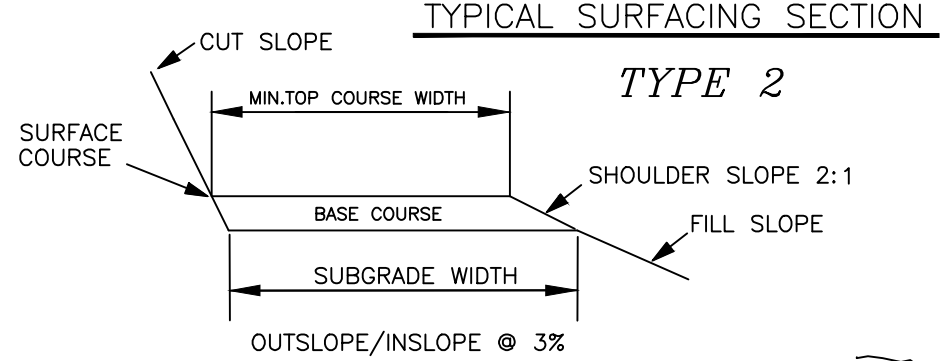 TYPICAL SURFACING SECTION
TYPE 2
CUT SLOPE
MIN.TOP COURSE WIDTH
SURFACE
COURSE
SHOULDER SLOPE 2:1
BASE COURSE
FILL SLOPE
SUBGRADE WIDTH
OUTSLOPE/INSLOPE @ 3%